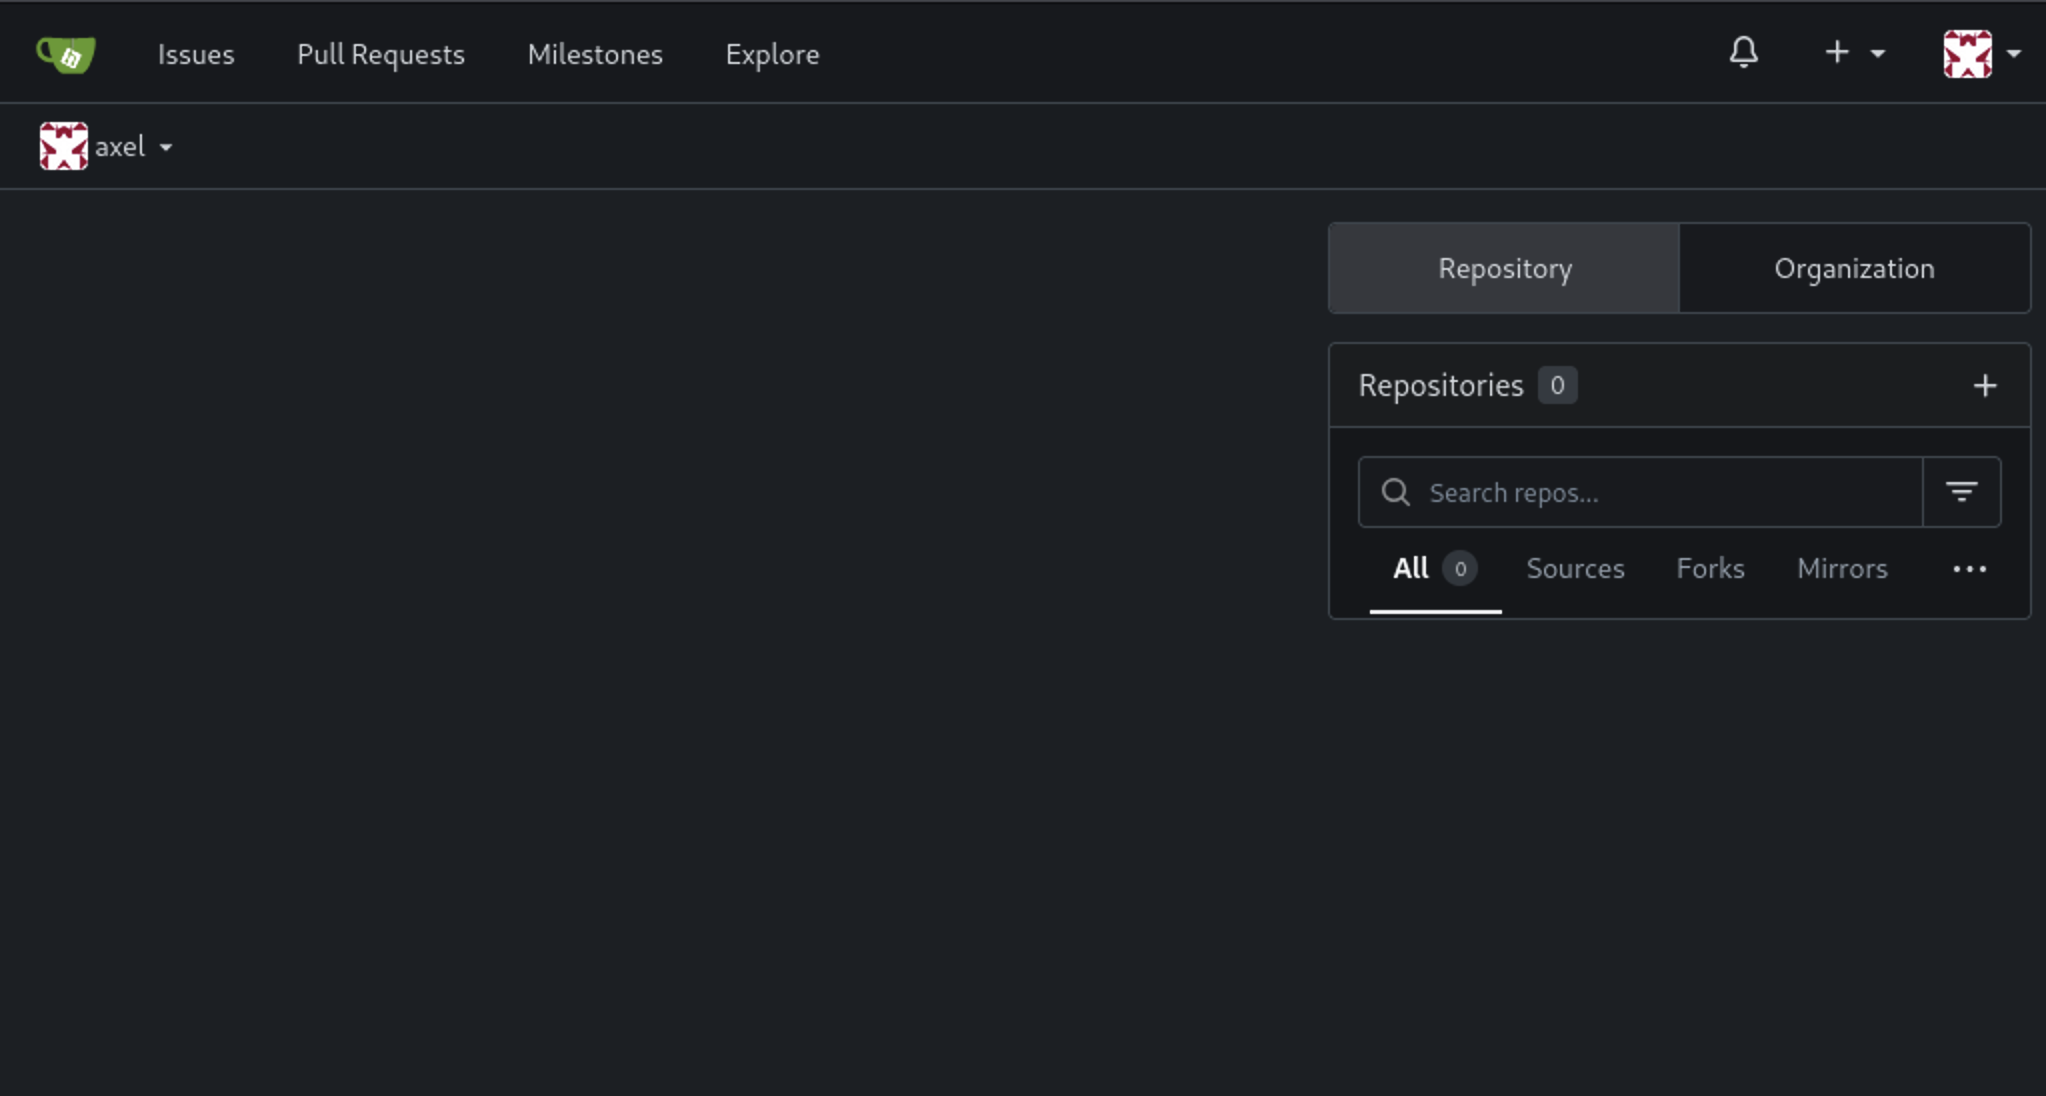 Issues Pull Requests Milestones Explore
axel
Repository Organization
Repositories 0
Search repos...
All 0 Sources Forks Mirrors